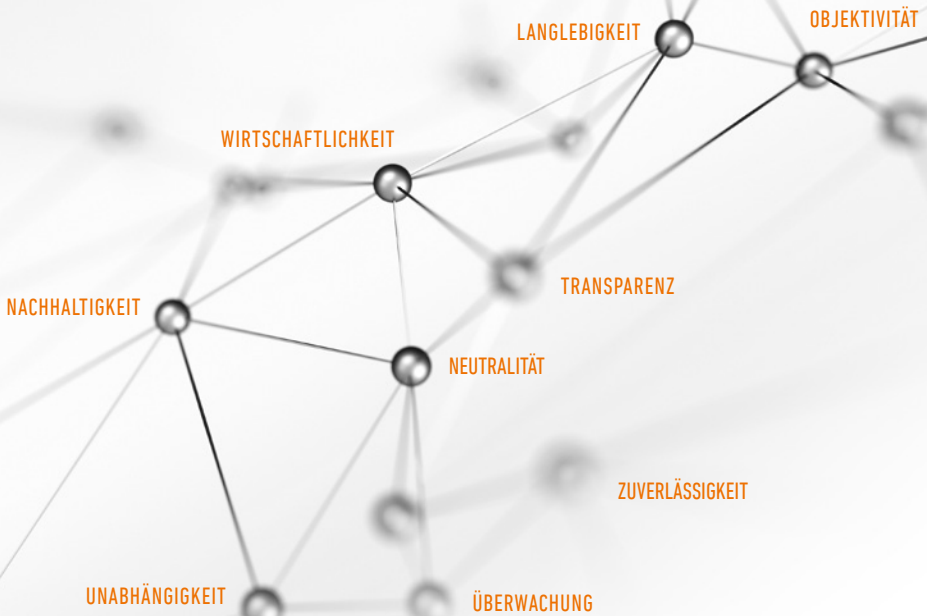 OBJEKTIVITÄT
LANGLEBIGKEIT
WIRTSCHAFTLICHKEIT
TRANSPARENZ
NACHHALTIGKEIT
NEUTRALITÄT
ZUVERLÄSSIGKEIT
UNABHÄNGIGKEIT
ÜBERWACHUNG